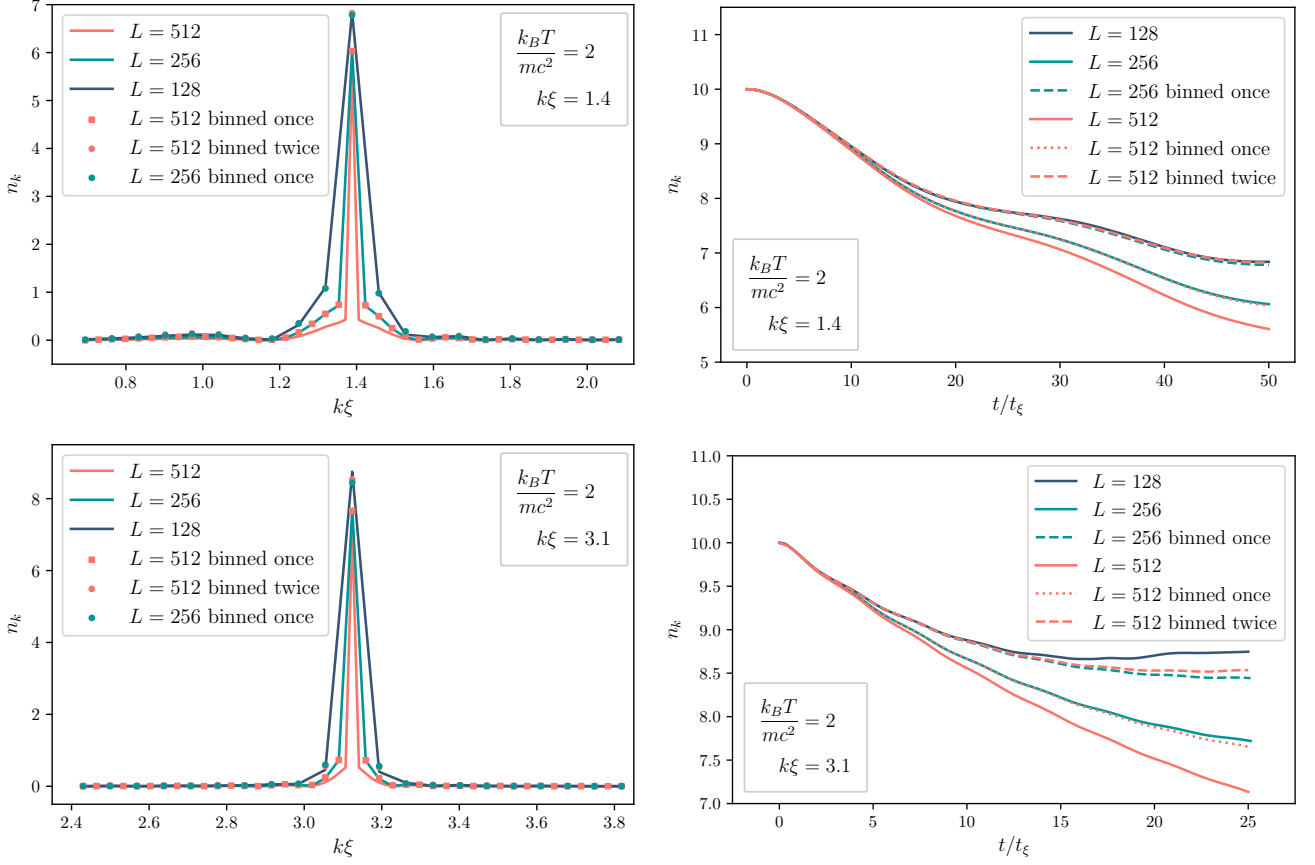 7
6
5
4
3
2
1
0
n_k
L = 512
L = 256
L = 128
L = 512 binned once
L = 512 binned twice
L = 256 binned once
k_BT/mc² = 2
kξ = 1.4
0.8 1.0 1.2 1.4 1.6 1.8 2.0
kξ
11
10
9
8
7
6
5
n_k
L = 128
L = 256
L = 256 binned once
L = 512
L = 512 binned once
L = 512 binned twice
k_BT/mc² = 2
kξ = 1.4
0 10 20 30 40 50
t/t_ξ
8
6
4
2
0
n_k
L = 512
L = 256
L = 128
L = 512 binned once
L = 512 binned twice
L = 256 binned once
k_BT/mc² = 2
kξ = 3.1
2.4 2.6 2.8 3.0 3.2 3.4 3.6 3.8
kξ
11.0
10.5
10.0
9.5
9.0
8.5
8.0
7.5
7.0
n_k
L = 128
L = 256
L = 256 binned once
L = 512
L = 512 binned once
L = 512 binned twice
k_BT/mc² = 2
kξ = 3.1
0 5 10 15 20 25
t/t_ξ